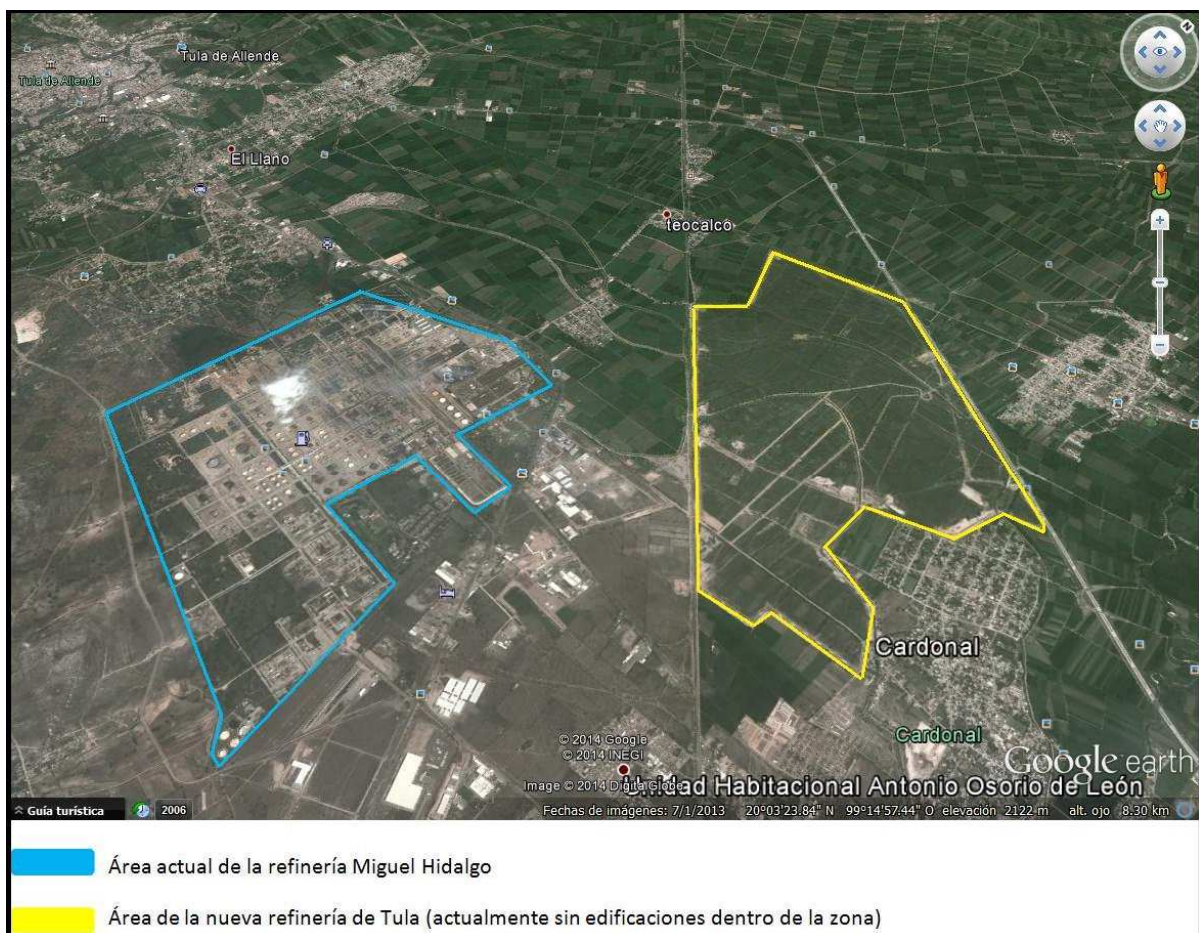 Tula de Allende
Tula de Allende
El Llano
teocalco
Cardonal
Cardonal
© 2014 Google
© 2014 INEGI
Image © 2014 DigitalGlobe
Unidad Habitacional Antonio Osorio de León
Google earth
N
Guía turística
2006
Fechas de imágenes: 7/1/2013 20°03'23.84" N 99°14'57.44" O elevación 2122 m alt. ojo 8.30 km
Área actual de la refinería Miguel Hidalgo
Área de la nueva refinería de Tula (actualmente sin edificaciones dentro de la zona)